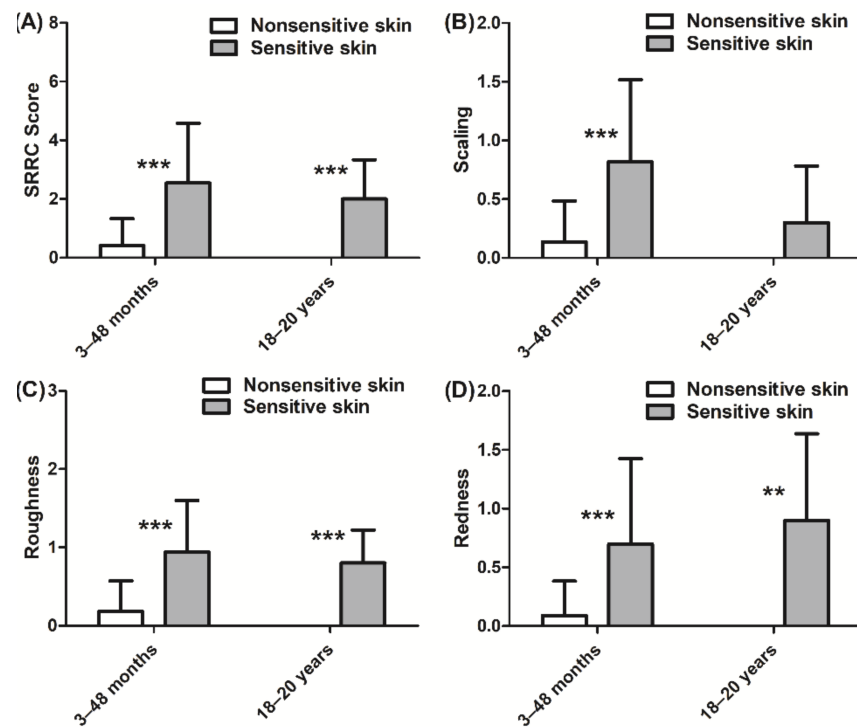 (A)
SRRC Score
8
6
4
2
0
Nonsensitive skin
Sensitive skin
***
***
3–48 months
18–20 years
(B)
Scaling
2.0
1.5
1.0
0.5
0.0
Nonsensitive skin
Sensitive skin
***
3–48 months
18–20 years
(C)
Roughness
3
2
1
0
Nonsensitive skin
Sensitive skin
***
***
3–48 months
18–20 years
(D)
Redness
2.0
1.5
1.0
0.5
0.0
Nonsensitive skin
Sensitive skin
***
**
3–48 months
18–20 years